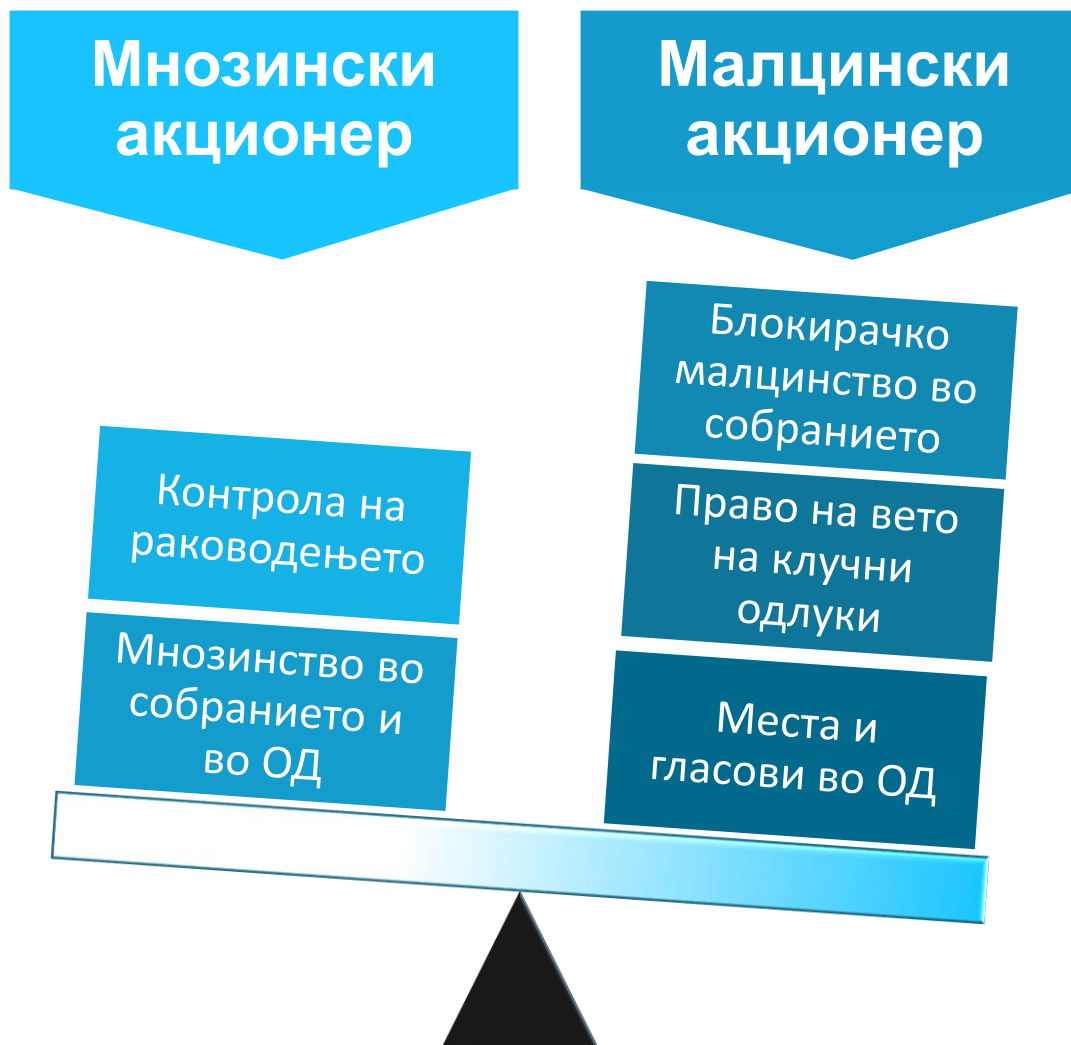 Мнозински
акционер
Малцински
акционер
Контрола на
раководењето
Мнозинство во
собранието и
во ОД
Блокирачко
малцинство во
собранието
Право на вето
на клучни
одлуки
Места и
гласови во ОД